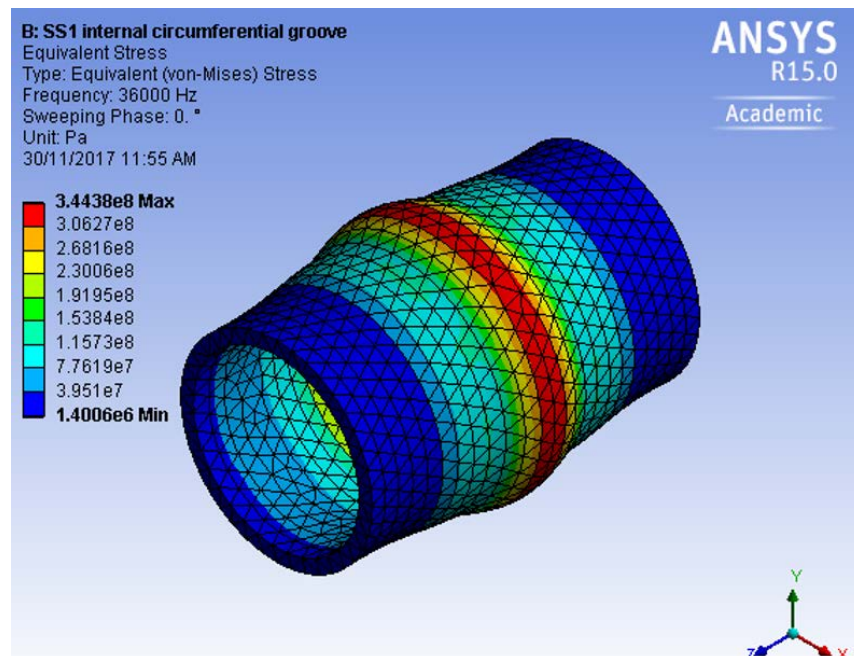 B: SS1 internal circumferential groove
Equivalent Stress
Type: Equivalent (von-Mises) Stress
Frequency: 36000 Hz
Sweeping Phase: 0. °
Unit: Pa
30/11/2017 11:55 AM
3.4438e8 Max
3.0627e8
2.6816e8
2.3006e8
1.9195e8
1.5384e8
1.1573e8
7.7619e7
3.951e7
1.4006e6 Min
ANSYS
R15.0
Academic
Y
Z
X